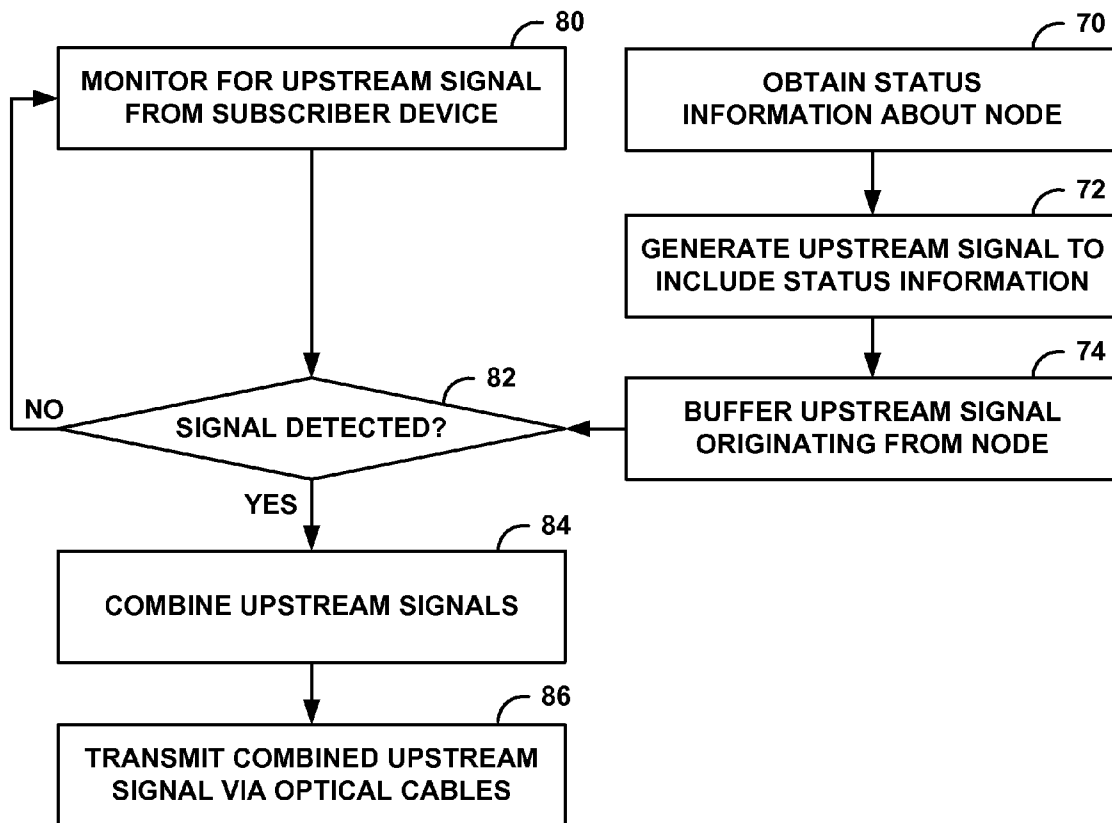 80
MONITOR FOR UPSTREAM SIGNAL
FROM SUBSCRIBER DEVICE
70
OBTAIN STATUS
INFORMATION ABOUT NODE
72
GENERATE UPSTREAM SIGNAL TO
INCLUDE STATUS INFORMATION
74
BUFFER UPSTREAM SIGNAL
ORIGINATING FROM NODE
82
SIGNAL DETECTED?
NO
YES
84
COMBINE UPSTREAM SIGNALS
86
TRANSMIT COMBINED UPSTREAM
SIGNAL VIA OPTICAL CABLES